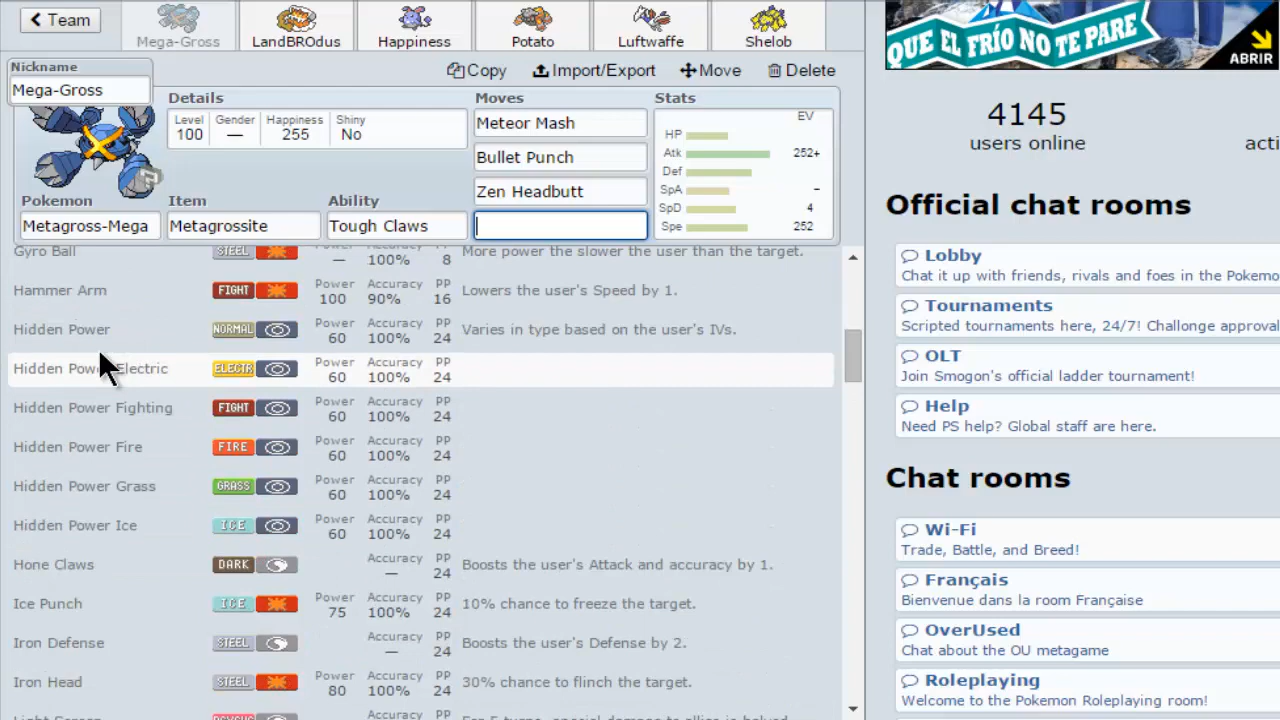 Team
Mega-Gross
LandBROdus
Happiness
Potato
Luftwaffe
Shelob
QUE EL FRÍO NO TE PARE
ABRIR
Nickname
Mega-Gross
Copy
Import/Export
Move
Delete
Details
Level Gender Happiness Shiny
100 — 255 No
Pokemon
Metagross-Mega
Item
Metagrossite
Ability
Tough Claws
Moves
Meteor Mash
Bullet Punch
Zen Headbutt
Stats
EV
HP
Atk 252+
Def
SpA –
SpD 4
Spe 252
Gyro Ball STEEL — Accuracy 100% PP 8 More power the slower the user than the target.
Hammer Arm FIGHT Power 100 Accuracy 90% PP 16 Lowers the user's Speed by 1.
Hidden Power NORMAL Power 60 Accuracy 100% PP 24 Varies in type based on the user's IVs.
Hidden Power Electric ELECTR Power 60 Accuracy 100% PP 24
Hidden Power Fighting FIGHT Power 60 Accuracy 100% PP 24
Hidden Power Fire FIRE Power 60 Accuracy 100% PP 24
Hidden Power Grass GRASS Power 60 Accuracy 100% PP 24
Hidden Power Ice ICE Power 60 Accuracy 100% PP 24
Hone Claws DARK Accuracy — PP 24 Boosts the user's Attack and accuracy by 1.
Ice Punch ICE Power 75 Accuracy 100% PP 24 10% chance to freeze the target.
Iron Defense STEEL Accuracy — PP 24 Boosts the user's Defense by 2.
Iron Head STEEL Power 80 Accuracy 100% PP 24 30% chance to flinch the target.
4145
users online
acti
Official chat rooms
Lobby
Chat it up with friends, rivals and foes in the Pokemo
Tournaments
Scripted tournaments here, 24/7! Challonge approval
OLT
Join Smogon's official ladder tournament!
Help
Need PS help? Global staff are here.
Chat rooms
Wi-Fi
Trade, Battle, and Breed!
Français
Bienvenue dans la room Française
OverUsed
Chat about the OU metagame
Roleplaying
Welcome to the Pokemon Roleplaying room!